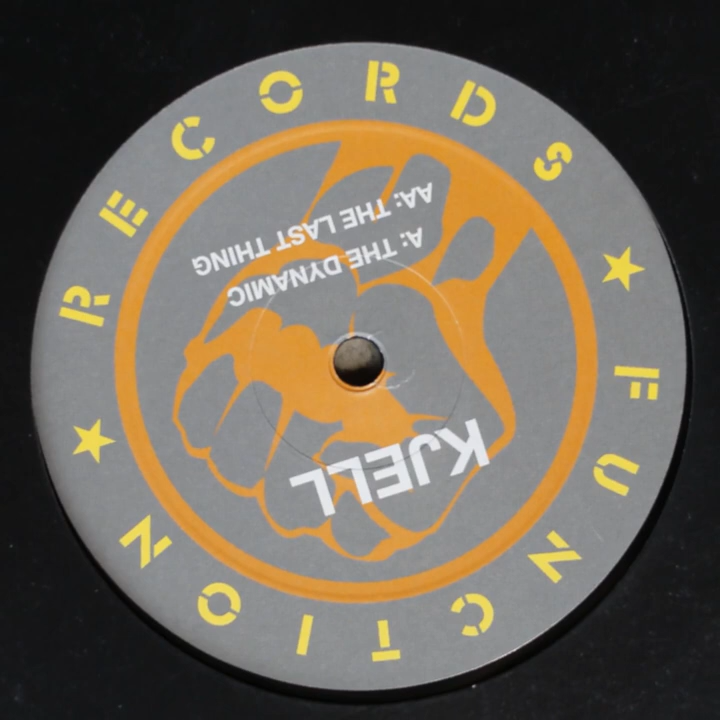 FUNCTION ★ RECORDS ★
KJELL
A: THE DYNAMIC
AA: THE LAST THING